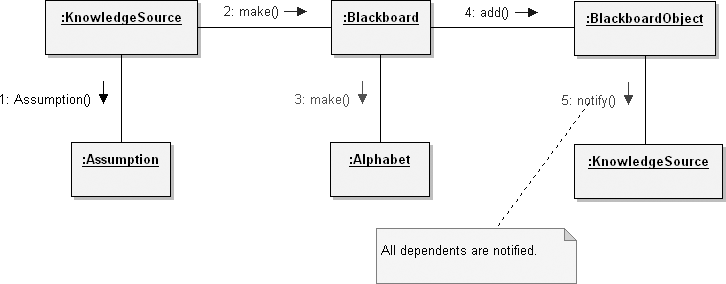 :KnowledgeSource
2: make()
:Blackboard
4: add()
:BlackboardObject
1: Assumption()
3: make()
5: notify()
:Assumption
:Alphabet
:KnowledgeSource
All dependents are notified.